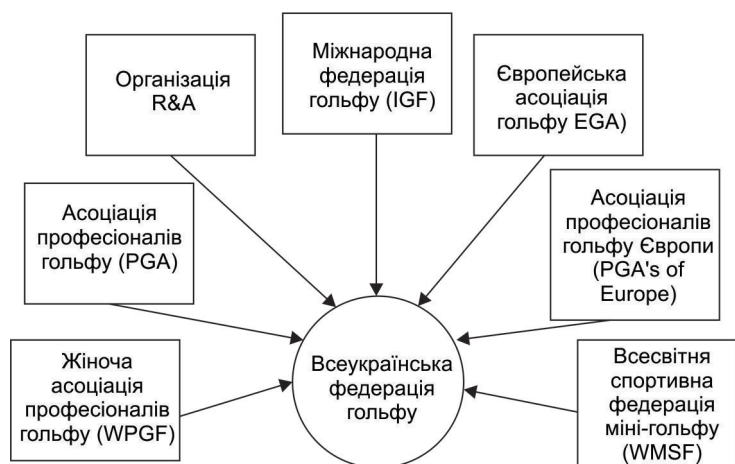 Організація
R&A
Міжнародна
федерація
гольфу (IGF)
Європейська
асоціація
гольфу EGA)
Асоціація
професіоналів
гольфу (PGA)
Асоціація
професіоналів
гольфу Європи
(PGA's of
Europe)
Жіноча
асоціація
професіоналів
гольфу (WPGF)
Всеукраїнська
федерація
гольфу
Всесвітня
спортивна
федерація
міні-гольфу
(WMSF)